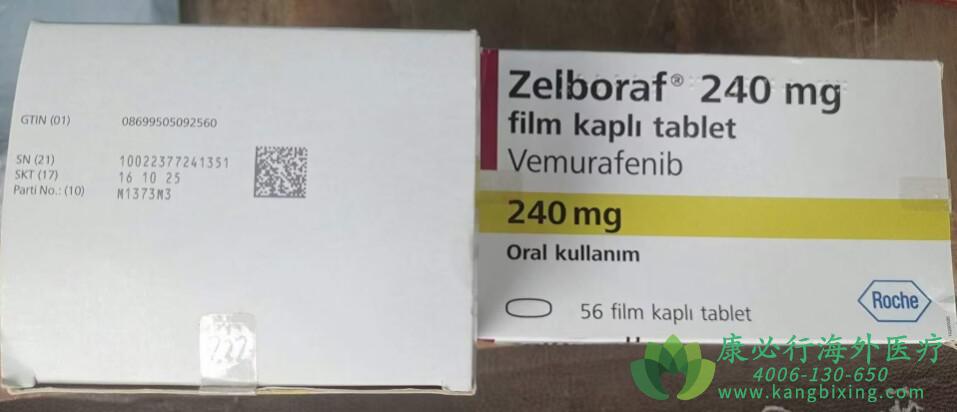 GTIN (01) 08699505092560
SN (21) 10022377241351
SKT (17) 16 10 25
Parti No.: (10) M1373M3
222
Zelboraf® 240 mg
film kaplı tablet
Vemurafenib
240 mg
Oral kullanım
56 film kaplı tablet
Roche
康必行海外医疗
4006-130-650
www.kangbixing.com